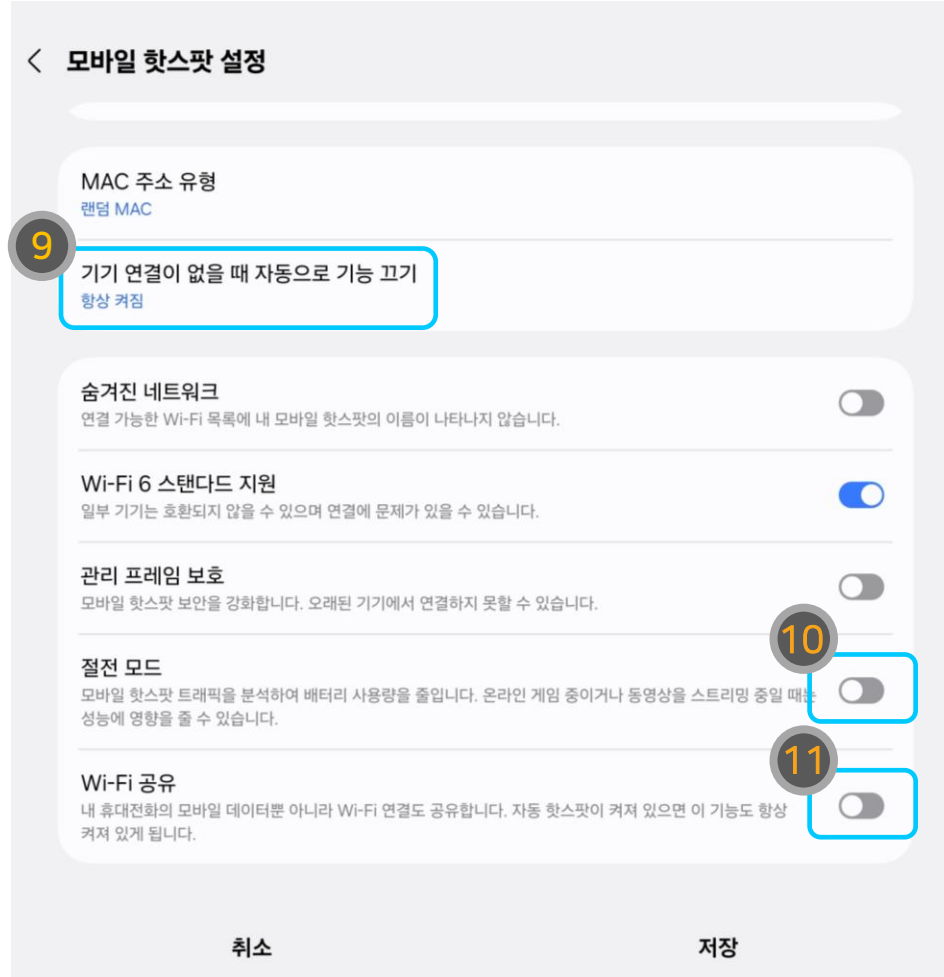 모바일 핫스팟 설정
MAC 주소 유형
랜덤 MAC
9
기기 연결이 없을 때 자동으로 기능 끄기
항상 켜짐
숨겨진 네트워크
연결 가능한 Wi-Fi 목록에 내 모바일 핫스팟의 이름이 나타나지 않습니다.
Wi-Fi 6 스탠다드 지원
일부 기기는 호환되지 않을 수 있으며 연결에 문제가 있을 수 있습니다.
관리 프레임 보호
모바일 핫스팟 보안을 강화합니다. 오래된 기기에서 연결하지 못할 수 있습니다.
10
절전 모드
모바일 핫스팟 트래픽을 분석하여 배터리 사용량을 줄입니다. 온라인 게임 중이거나 동영상을 스트리밍 중일 때는
성능에 영향을 줄 수 있습니다.
11
Wi-Fi 공유
내 휴대전화의 모바일 데이터뿐 아니라 Wi-Fi 연결도 공유합니다. 자동 핫스팟이 켜져 있으면 이 기능도 항상
켜져 있게 됩니다.
취소
저장